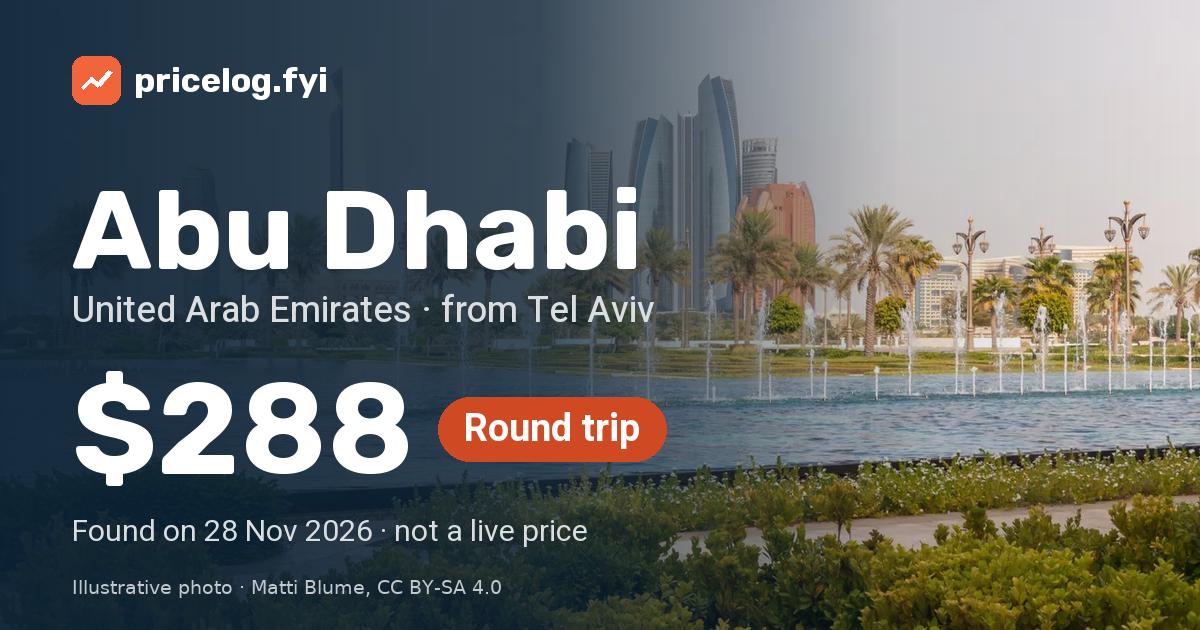 pricelog.fyi
Abu Dhabi
United Arab Emirates · from Tel Aviv
$288
Round trip
Found on 28 Nov 2026 · not a live price
Illustrative photo · Matti Blume, CC BY-SA 4.0